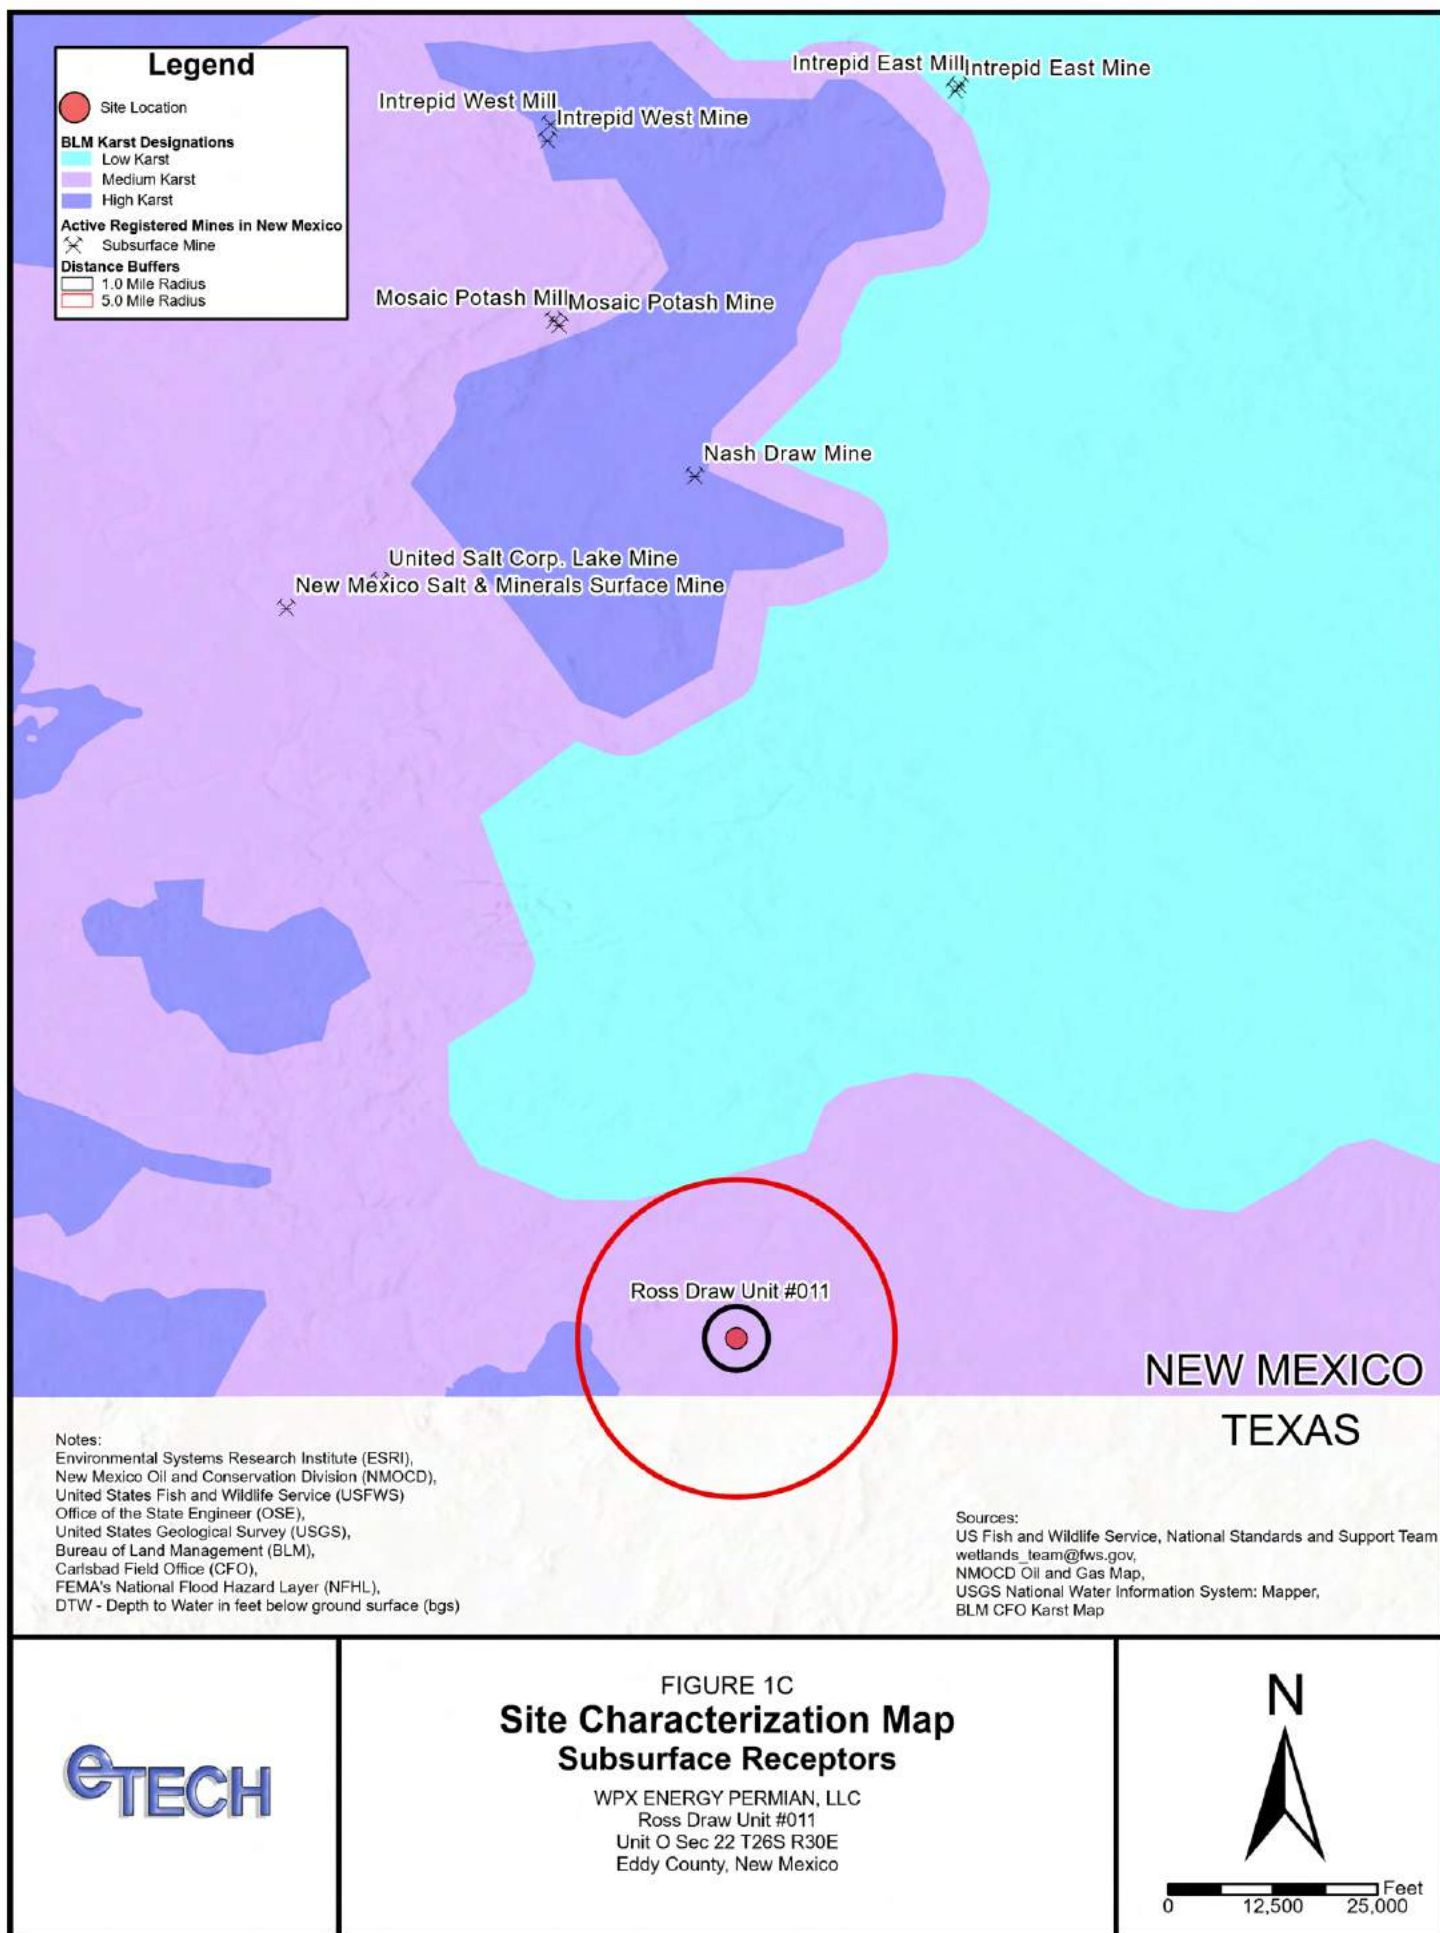 Legend
Site Location
BLM Karst Designations
Low Karst
Medium Karst
High Karst
Active Registered Mines in New Mexico
Subsurface Mine
Distance Buffers
1.0 Mile Radius
5.0 Mile Radius
Intrepid East Mill
Intrepid East Mine
Intrepid West Mill
Intrepid West Mine
Mosaic Potash Mill
Mosaic Potash Mine
Nash Draw Mine
United Salt Corp. Lake Mine
New Mexico Salt & Minerals Surface Mine
Ross Draw Unit #011
NEW MEXICO
TEXAS
Notes:
Environmental Systems Research Institute (ESRI),
New Mexico Oil and Conservation Division (NMOCD),
United States Fish and Wildlife Service (USFWS)
Office of the State Engineer (OSE),
United States Geological Survey (USGS),
Bureau of Land Management (BLM),
Carlsbad Field Office (CFO),
FEMA's National Flood Hazard Layer (NFHL),
DTW - Depth to Water in feet below ground surface (bgs)
Sources:
US Fish and Wildlife Service, National Standards and Support Team
wetlands_team@fws.gov,
NMOCD Oil and Gas Map,
USGS National Water Information System: Mapper,
BLM CFO Karst Map
eTECH
FIGURE 1C
Site Characterization Map
Subsurface Receptors
WPX ENERGY PERMIAN, LLC
Ross Draw Unit #011
Unit O Sec 22 T26S R30E
Eddy County, New Mexico
N
Feet
0 12,500 25,000